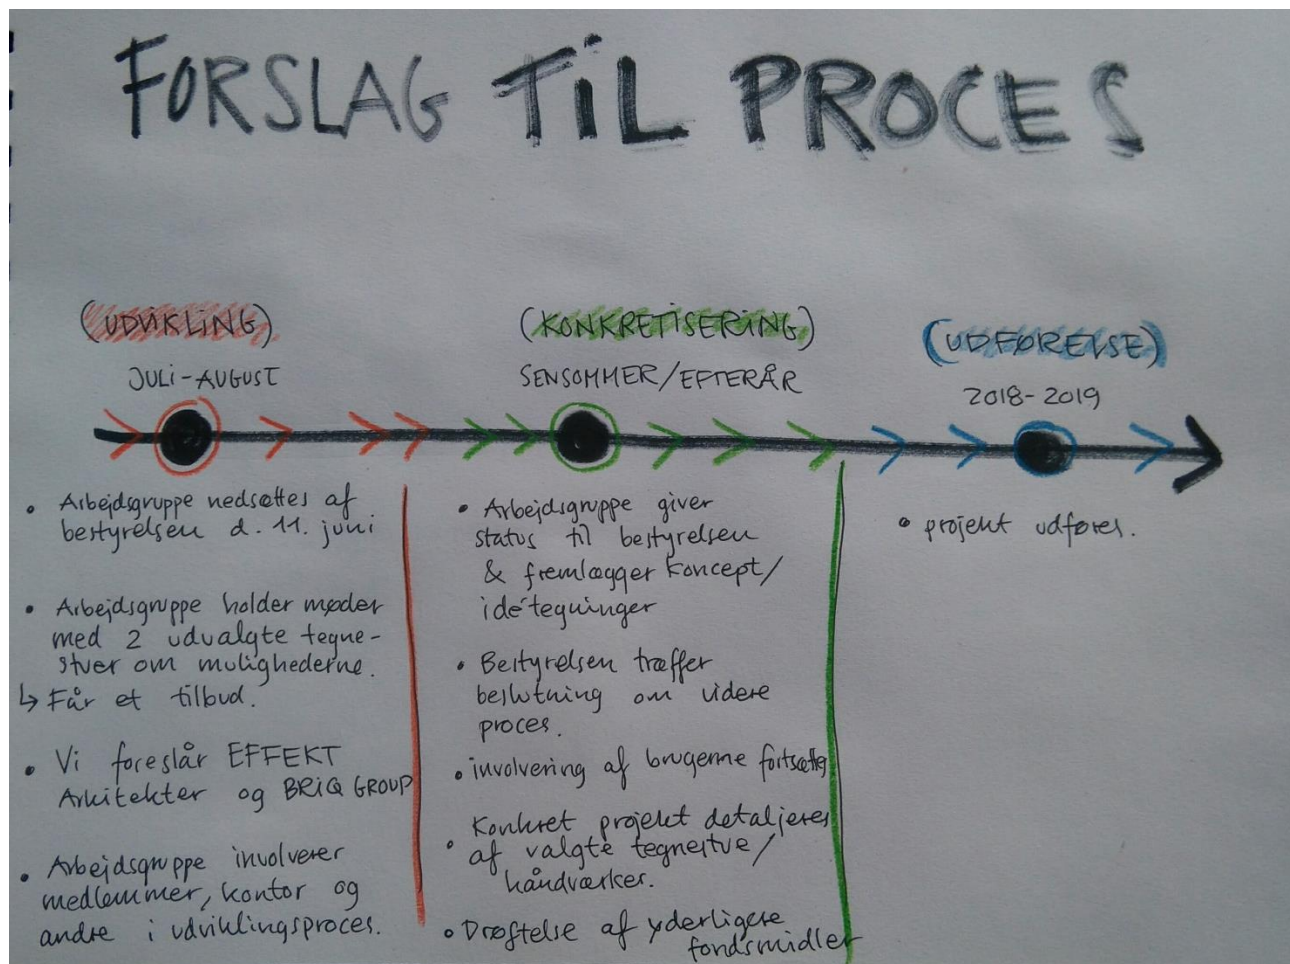 FORSLAG TiL PROCES
(UDVIKLiNG)
JULi-AUGUST
• Arbejdsgruppe nedsættes af
bestyrelsen d. 11. juni
• Arbejdsgruppe holder møder
med 2 udvalgte tegne-
stuer om mulighederne.
↳ Får et tilbud.
• Vi foreslår EFFEKT
Arkitekter og BRiQ GROUP
• Arbejdsgruppe involverer
medlemmer, kontor og
andre i udviklingsproces.
(KONKRETiSERiNG)
SENSOMMER/EFTERÅR
• Arbejdsgruppe giver
status til bestyrelsen
& fremlægger koncept/
idétegninger
• Bestyrelsen træffer
beslutning om videre
proces.
• involvering af brugerne fortsætter
• Konkret projekt detaljeres
af valgte tegnestue/
håndværker.
• Drøftelse af yderligere
fondsmidler
(UDFØRELSE)
2018-2019
• projekt udføres.